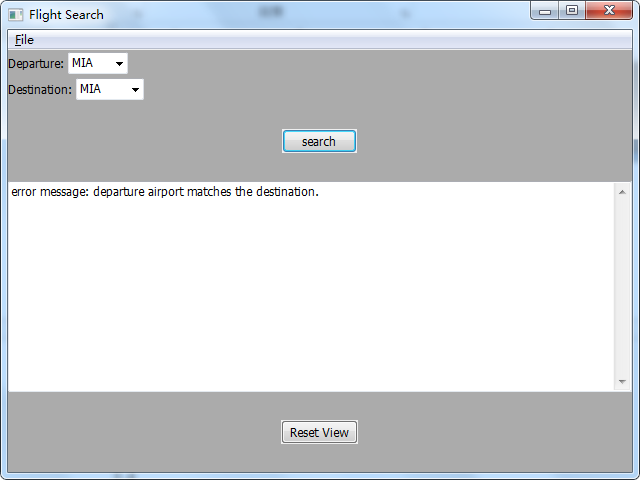 Flight Search
File
Departure: MIA
Destination: MIA
search
error message: departure airport matches the destination.
Reset View